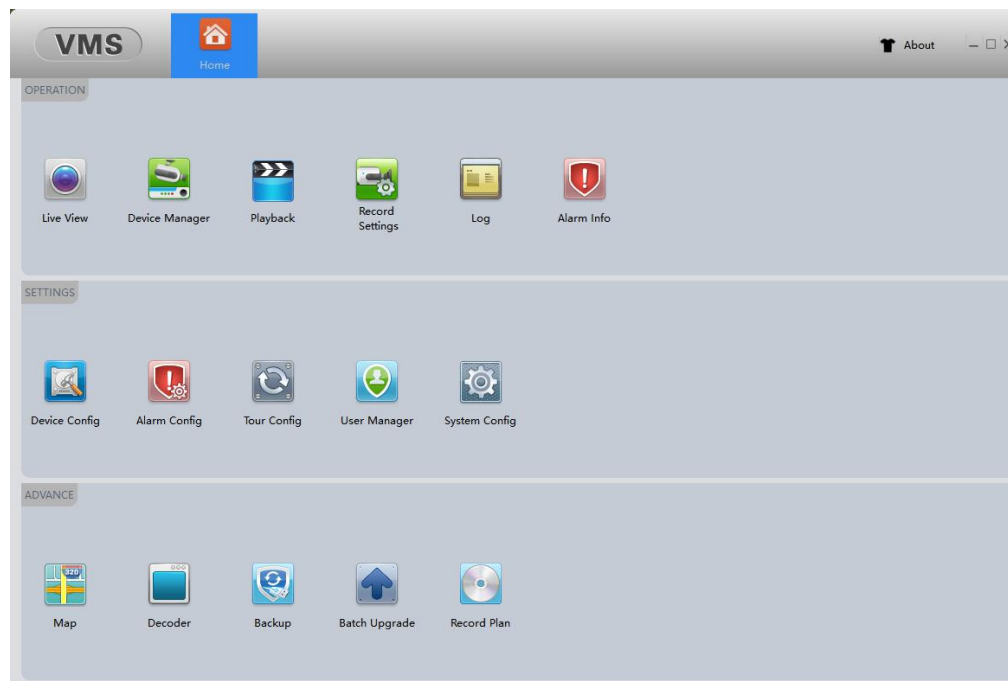 VMS
Home
About
OPERATION
Live View
Device Manager
Playback
Record
Settings
Log
Alarm Info
SETTINGS
Device Config
Alarm Config
Tour Config
User Manager
System Config
ADVANCE
320
Map
Decoder
Backup
Batch Upgrade
Record Plan